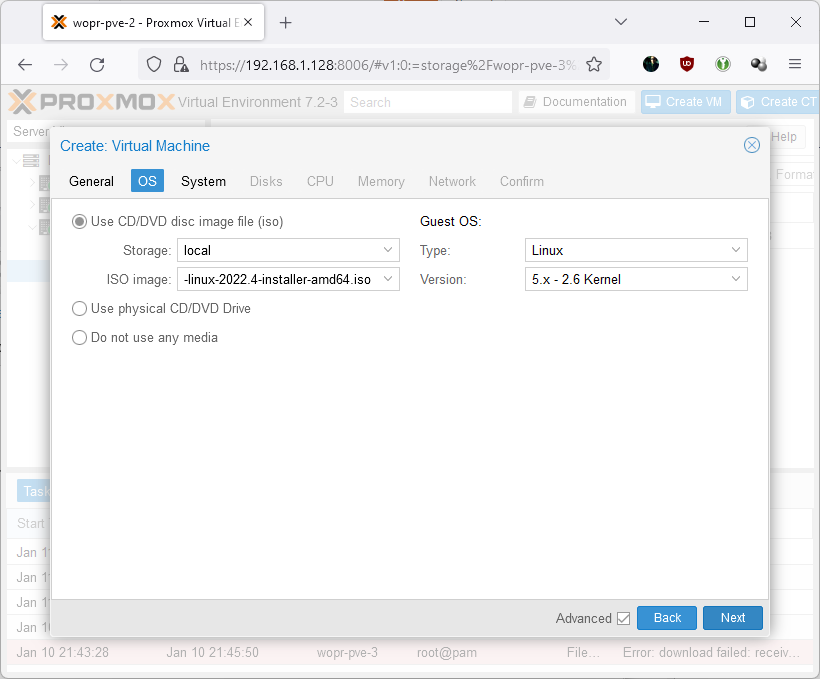 wopr-pve-2 - Proxmox Virtual E
https://192.168.1.128:8006/#v1:0:=storage%2Fwopr-pve-3%
PROXMOX Virtual Environment 7.2-3 Search Documentation Create VM Create CT
Server Help
Create: Virtual Machine
General OS System Disks CPU Memory Network Confirm
Format
Use CD/DVD disc image file (iso) Guest OS:
Storage: local Type: Linux
ISO image: -linux-2022.4-installer-amd64.iso Version: 5.x - 2.6 Kernel
Use physical CD/DVD Drive
Do not use any media
Task
Start
Jan 1
Jan 1
Jan 1
Jan 10
Advanced Back Next
Jan 10 21:43:28 Jan 10 21:45:50 wopr-pve-3 root@pam File... Error: download failed: receiv...